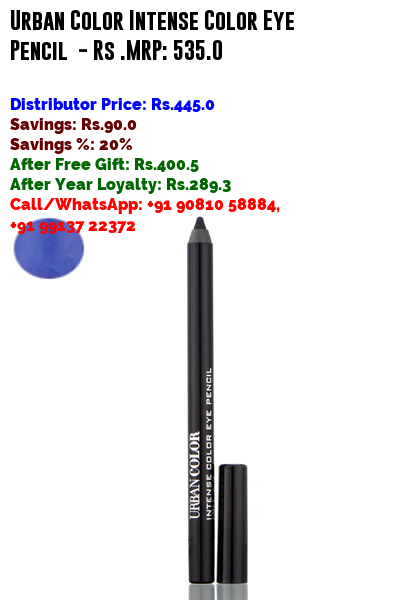 Urban Color Intense Color Eye
Pencil - Rs .MRP: 535.0
Distributor Price: Rs.445.0
Savings: Rs.90.0
Savings %: 20%
After Free Gift: Rs.400.5
After Year Loyalty: Rs.289.3
Call/WhatsApp: +91 90810 58884,
+91 99137 22372
URBAN COLOR
INTENSE COLOR EYE PENCIL